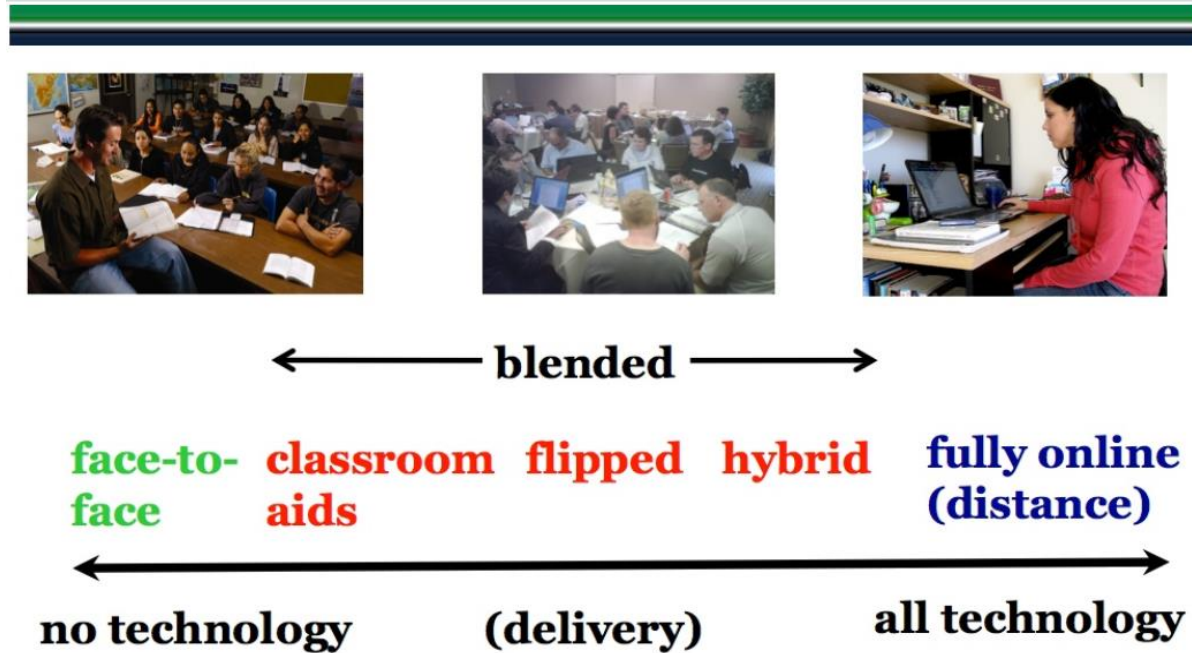 blended
face-to-
face
classroom
aids
flipped
hybrid
fully online
(distance)
no technology
(delivery)
all technology